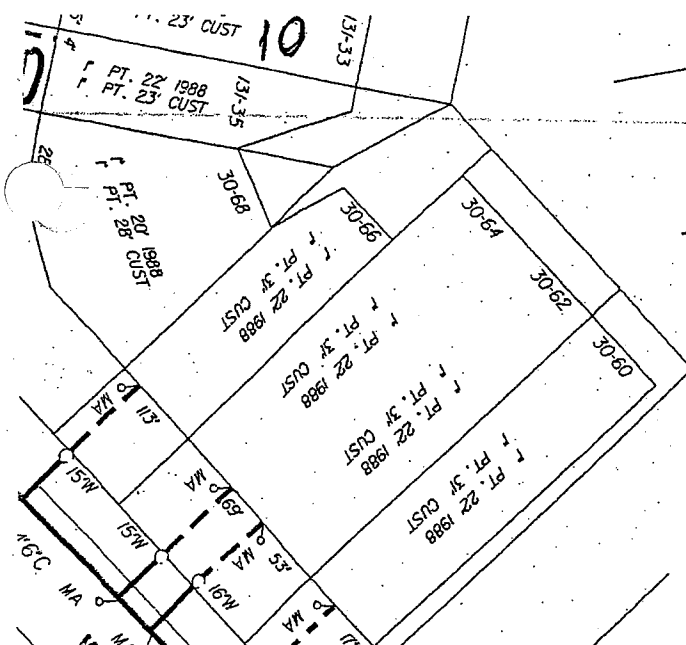 PT. 23' CUST
10
131-33
4'
r PT. 22' 1988
r PT. 23' CUST
131-35
28
r PT. 20' 1988
r PT. 28' CUST
30-68
30-66
30-64
30-62
30-60
r PT. 22' 1988
r PT. 31' CUST
r PT. 22' 1988
r PT. 31' CUST
r PT. 22' 1988
r PT. 31' CUST
r PT. 22' 1988
r PT. 31' CUST
MA
113'
15'W
MA
69'
15'W
MA
53'
16'W
6"C.
MA
MA